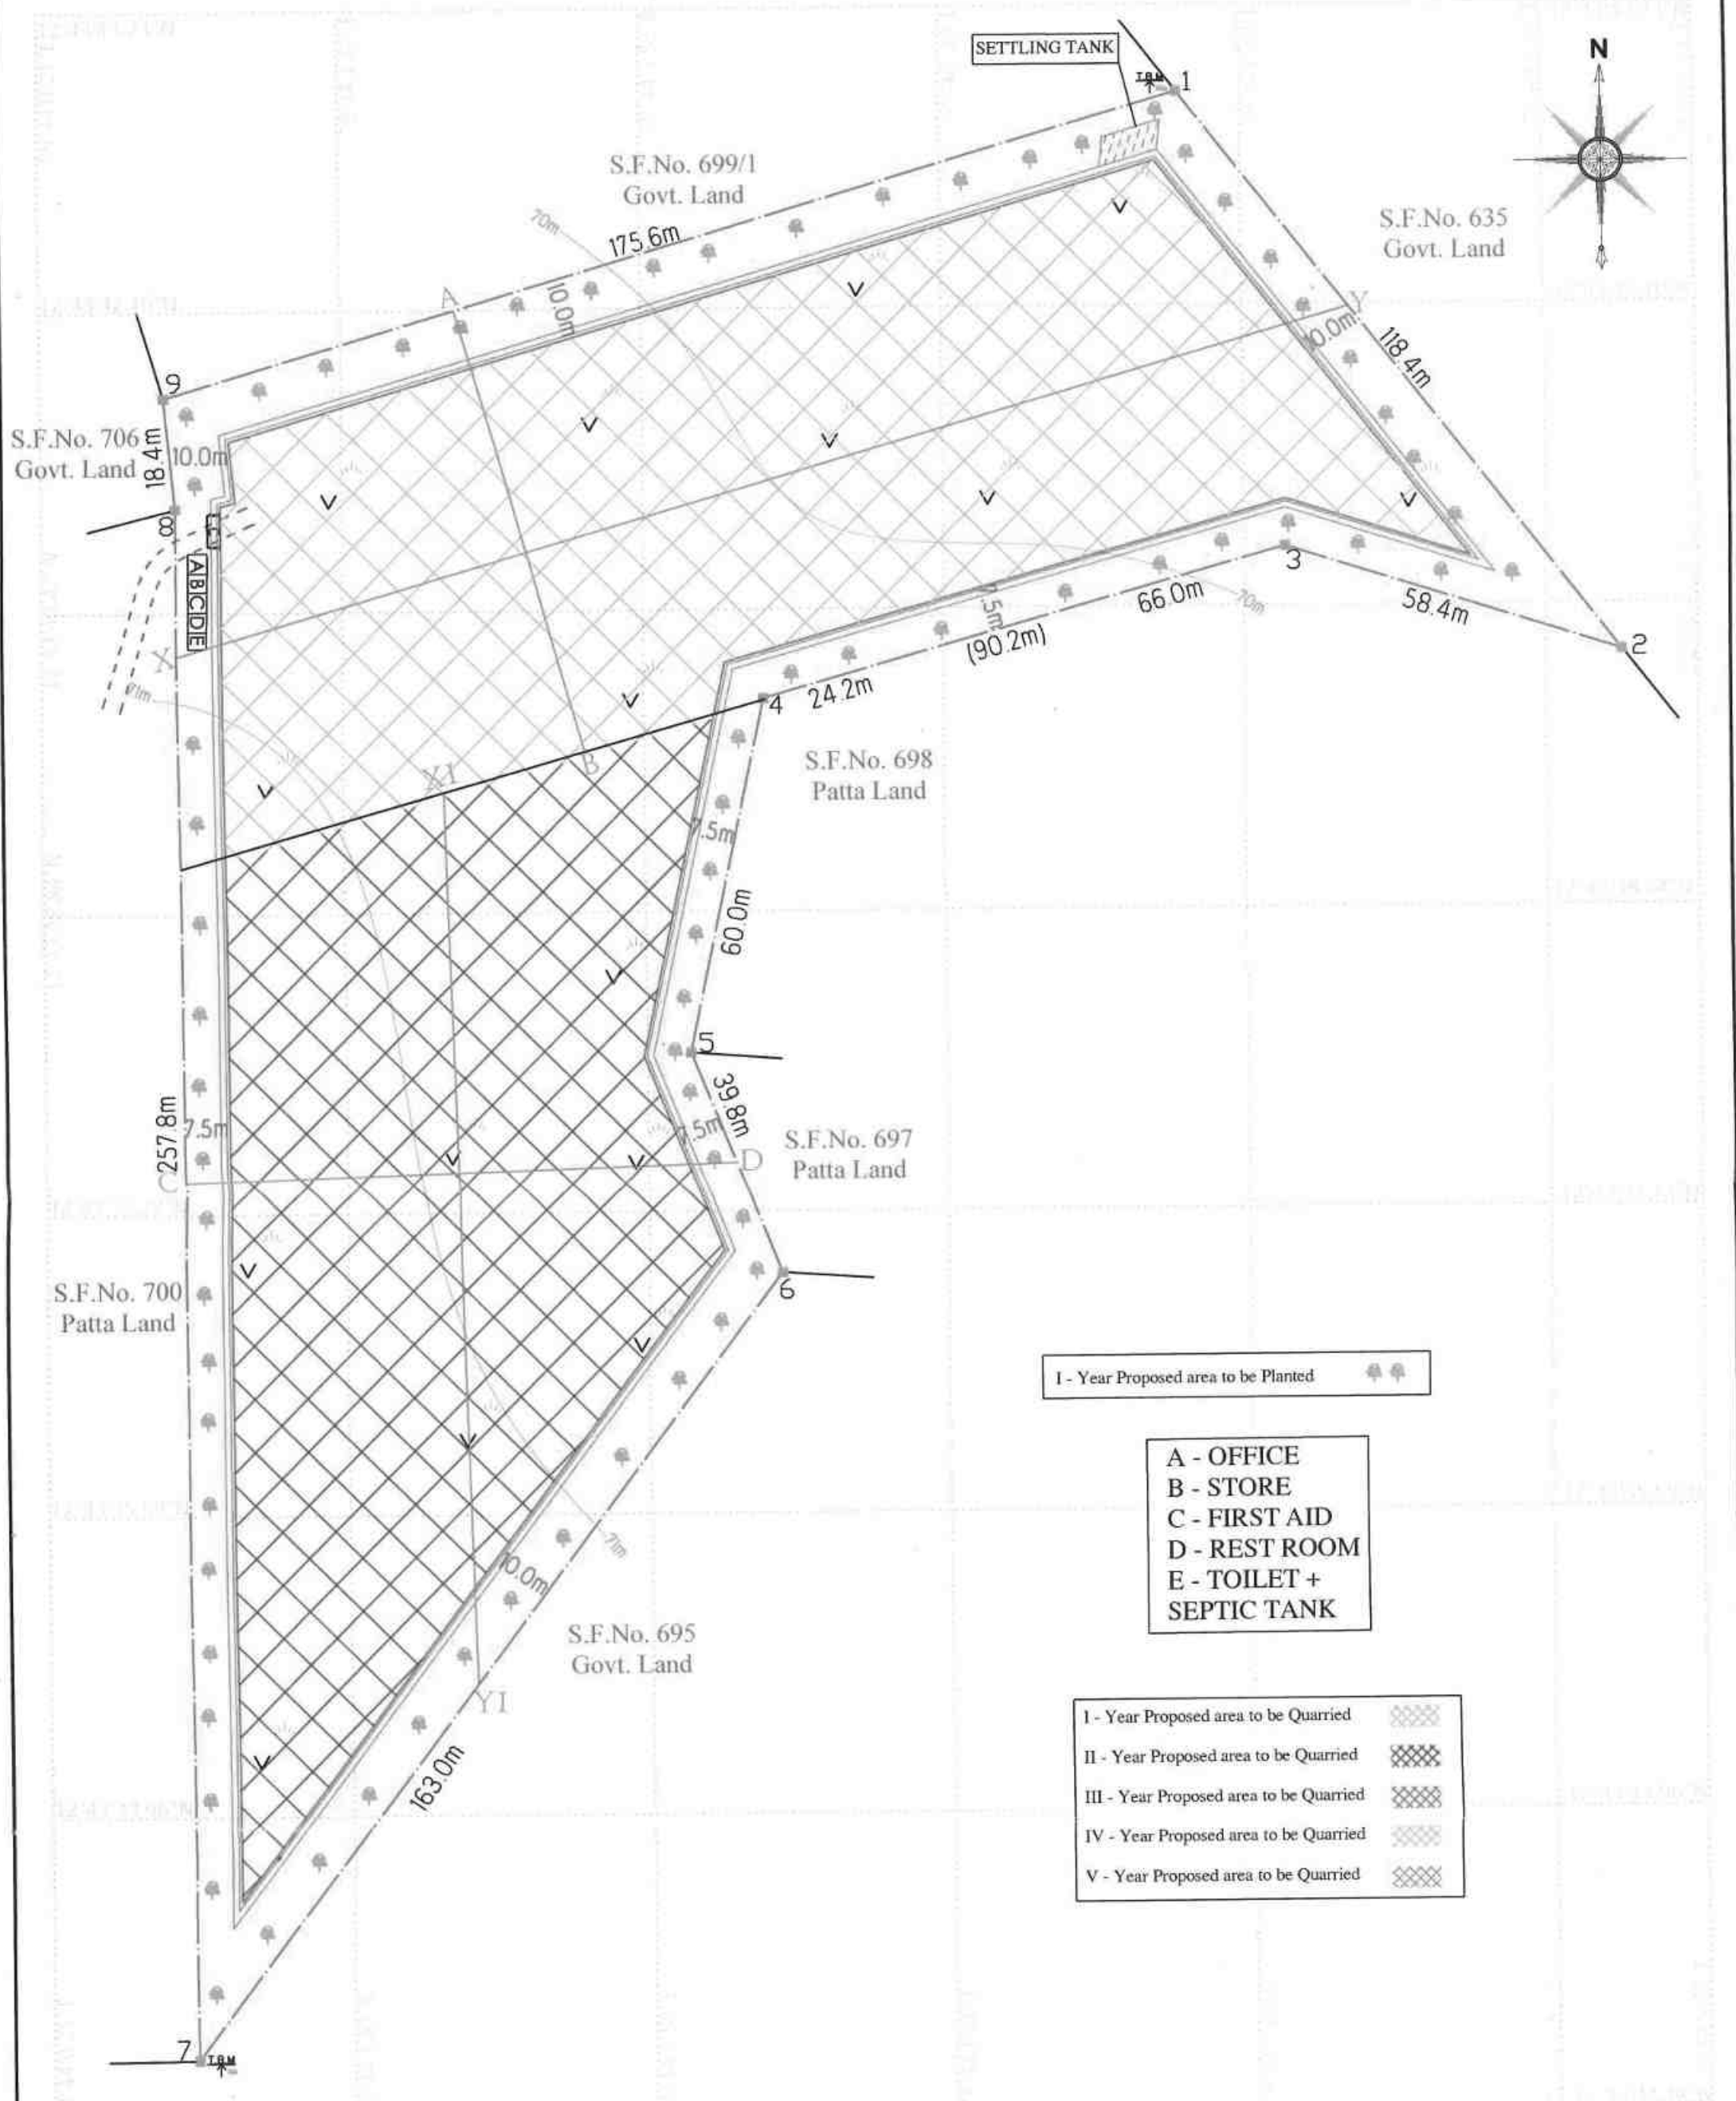 SETTLING TANK
T.B.M
1
N
S.F.No. 699/1
Govt. Land
70m
175.6m
S.F.No. 635
Govt. Land
A
10.0m
Y
10.0m
118.4m
9
S.F.No. 706
Govt. Land
18.4m
10.0m
8
A B C D E
3
7.5m
66.0m
70m
58.4m
(90.2m)
2
X
71m
24.2m
4
S.F.No. 698
Patta Land
X1
B
7.5m
60.0m
5
39.8m
257.8m
7.5m
7.5m
S.F.No. 697
Patta Land
C
D
6
S.F.No. 700
Patta Land
I - Year Proposed area to be Planted
A - OFFICE
B - STORE
C - FIRST AID
D - REST ROOM
E - TOILET +
SEPTIC TANK
71m
10.0m
S.F.No. 695
Govt. Land
Y1
163.0m
I - Year Proposed area to be Quarried
II - Year Proposed area to be Quarried
III - Year Proposed area to be Quarried
IV - Year Proposed area to be Quarried
V - Year Proposed area to be Quarried
7
T.B.M